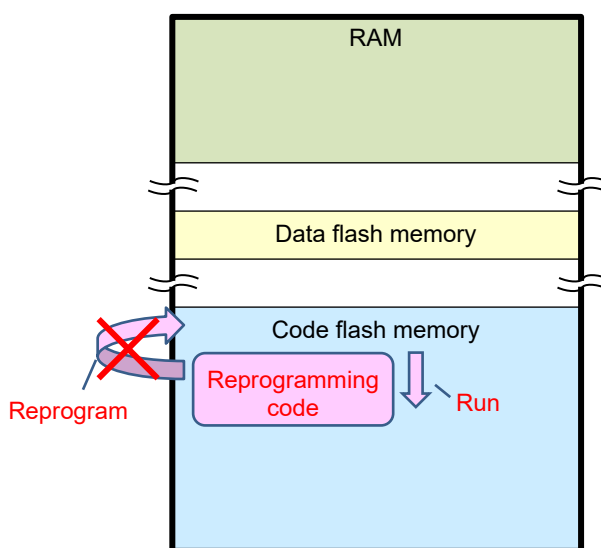 RAM
Data flash memory
Code flash memory
Reprogramming
code
Run
Reprogram